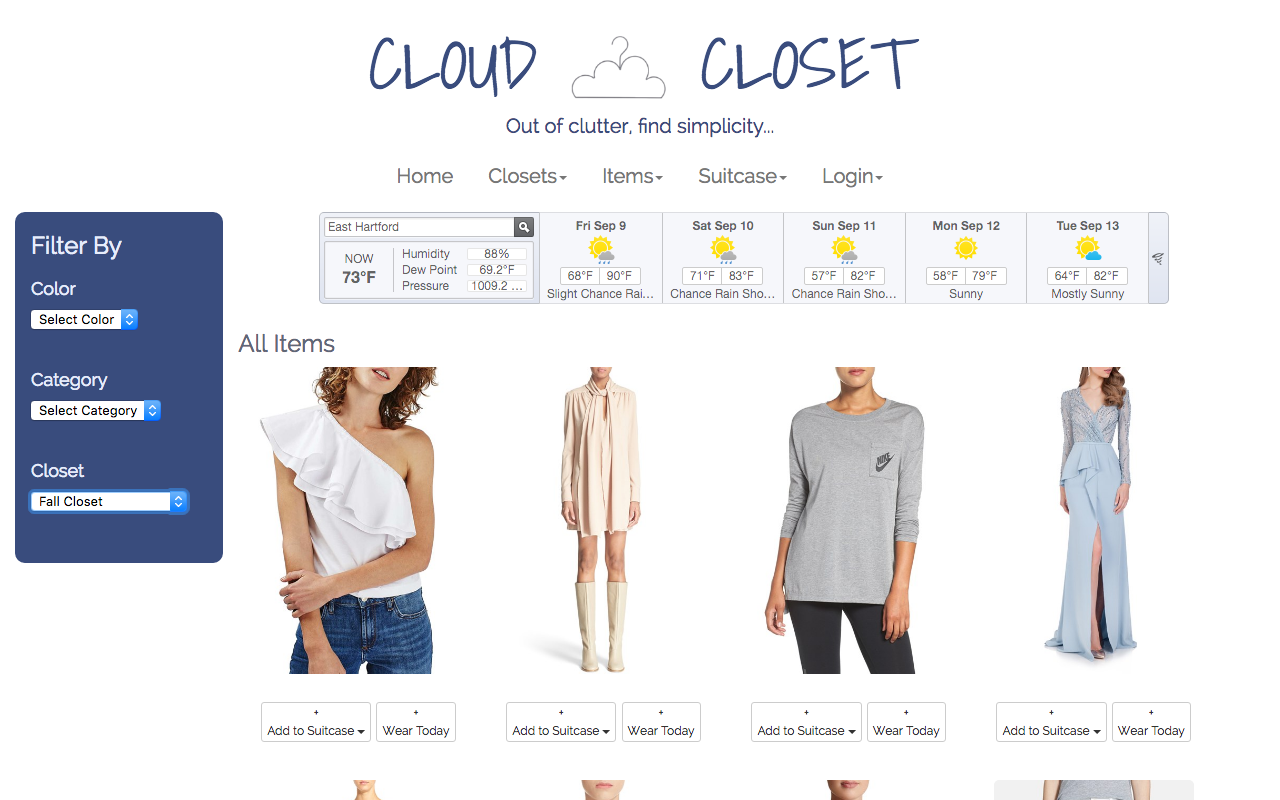 CLOUD CLOSET
Out of clutter, find simplicity...
Home Closets Items Suitcase Login
Filter By
Color
Select Color
Category
Select Category
Closet
Fall Closet
East Hartford
NOW
73°F
Humidity 88%
Dew Point 69.2°F
Pressure 1009.2 ...
Fri Sep 9
68°F 90°F
Slight Chance Rai...
Sat Sep 10
71°F 83°F
Chance Rain Sho...
Sun Sep 11
57°F 82°F
Chance Rain Sho...
Mon Sep 12
58°F 79°F
Sunny
Tue Sep 13
64°F 82°F
Mostly Sunny
All Items
NIKE
+
Add to Suitcase
+
Wear Today
+
Add to Suitcase
+
Wear Today
+
Add to Suitcase
+
Wear Today
+
Add to Suitcase
+
Wear Today